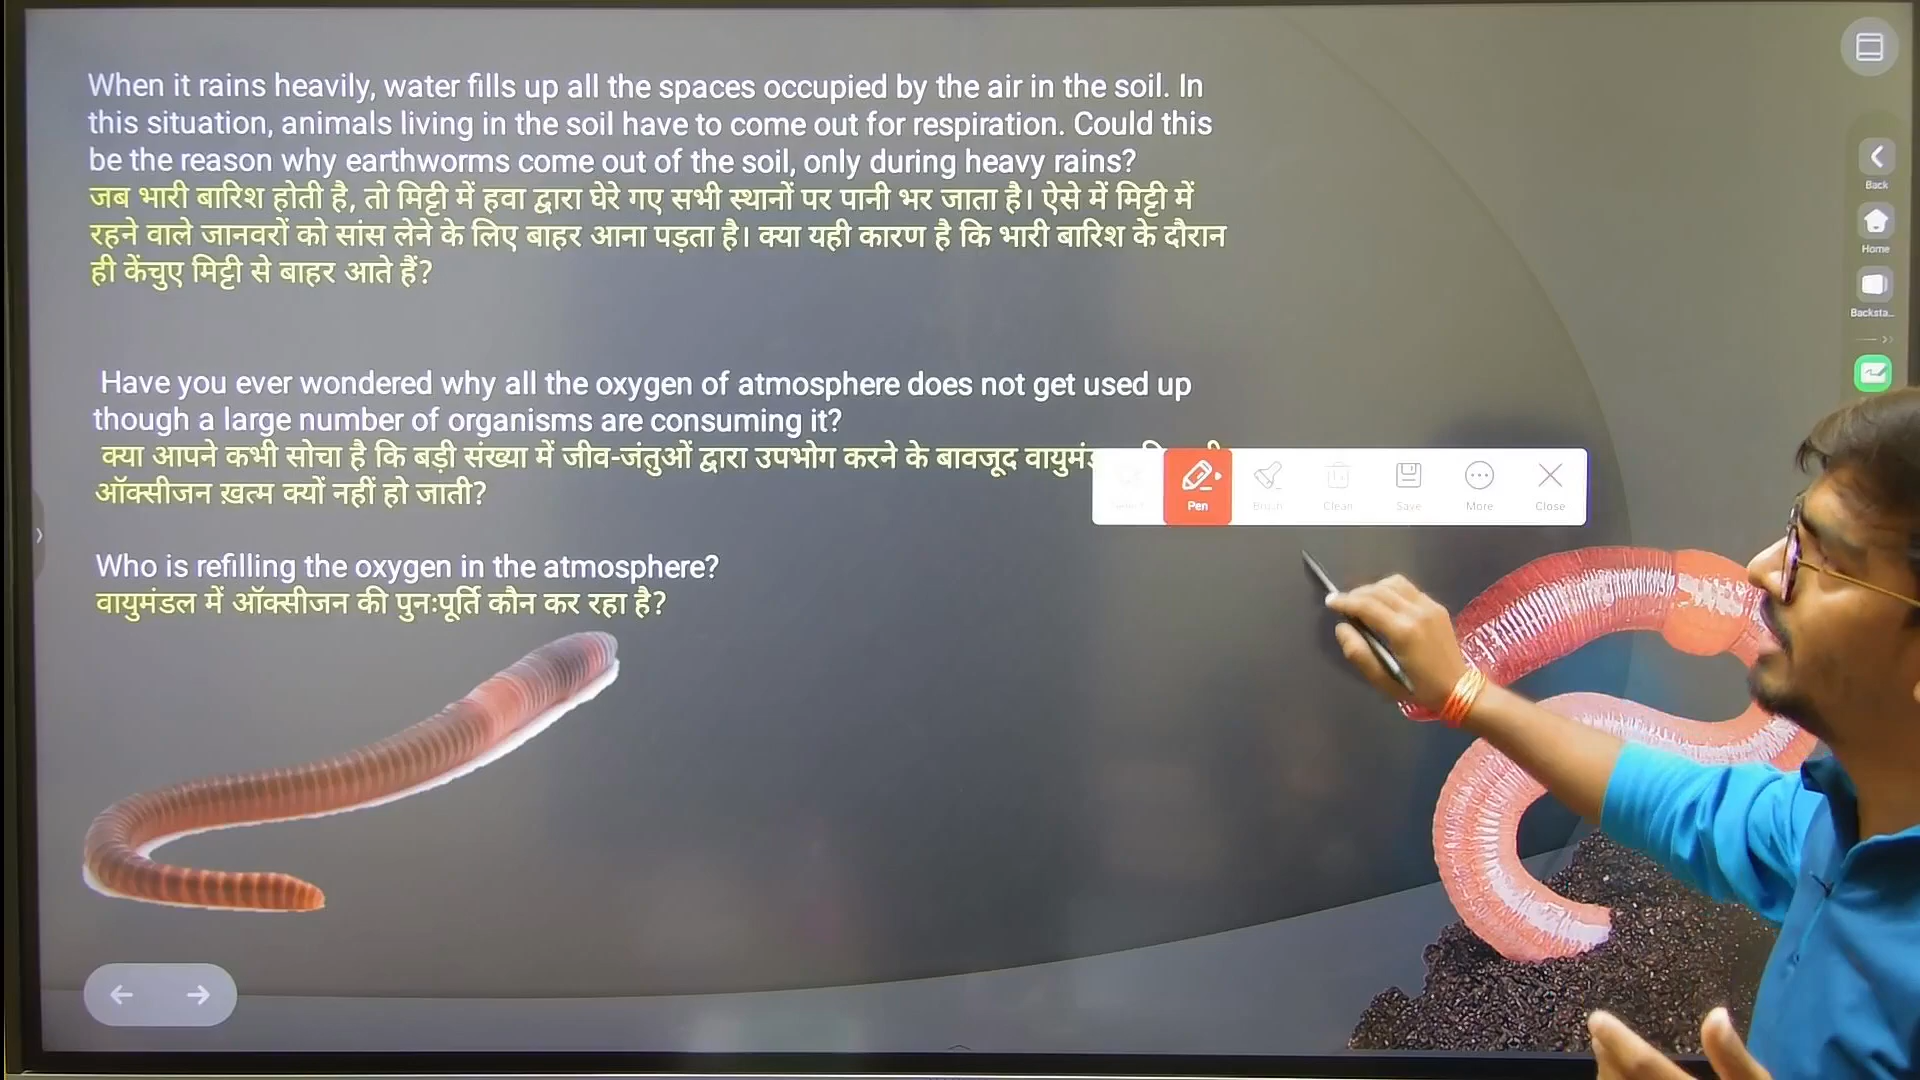 When it rains heavily, water fills up all the spaces occupied by the air in the soil. In
this situation, animals living in the soil have to come out for respiration. Could this
be the reason why earthworms come out of the soil, only during heavy rains?
जब भारी बारिश होती है, तो मिट्टी में हवा द्वारा घेरे गए सभी स्थानों पर पानी भर जाता है। ऐसे में मिट्टी में
रहने वाले जानवरों को सांस लेने के लिए बाहर आना पड़ता है। क्या यही कारण है कि भारी बारिश के दौरान
ही केंचुए मिट्टी से बाहर आते हैं?
Have you ever wondered why all the oxygen of atmosphere does not get used up
though a large number of organisms are consuming it?
क्या आपने कभी सोचा है कि बड़ी संख्या में जीव-जंतुओं द्वारा उपभोग करने के बावजूद
ऑक्सीजन ख़त्म क्यों नहीं हो जाती?
Who is refilling the oxygen in the atmosphere?
वायुमंडल में ऑक्सीजन की पुनःपूर्ति कौन कर रहा है?
Pen Brush Clean Save More Close
Back
Home
Backsta...